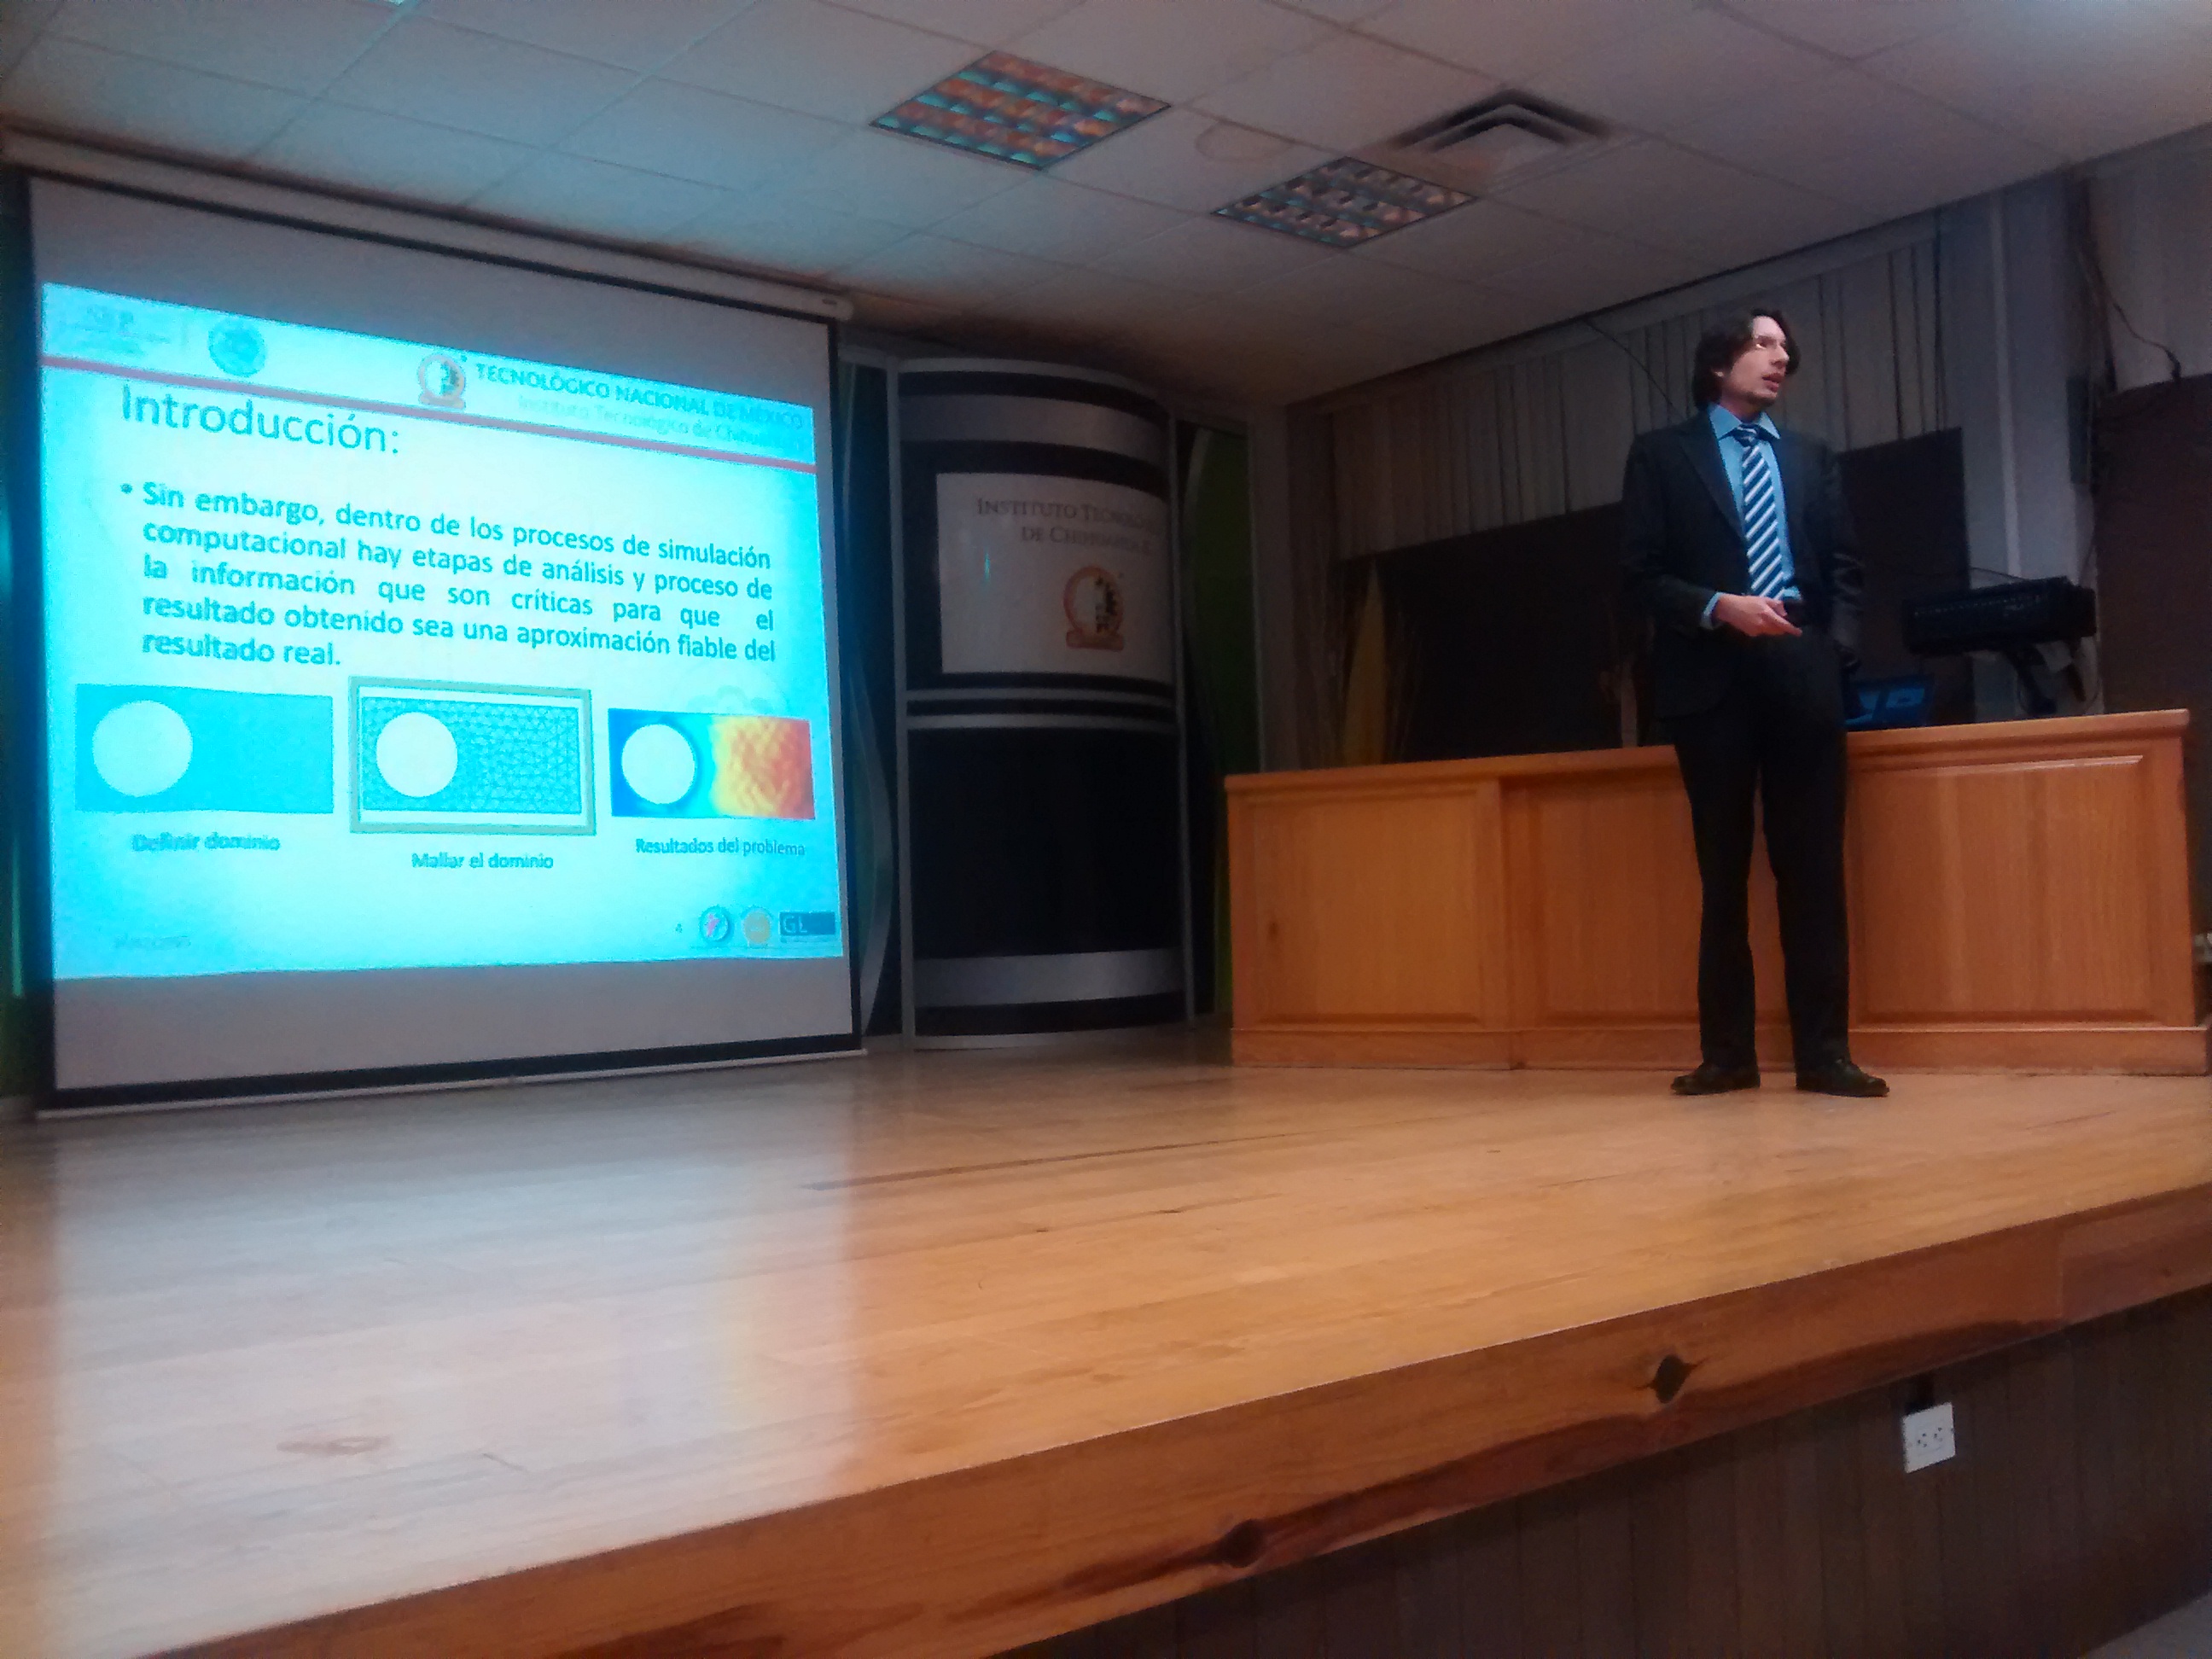 SEP
TECNOLÓGICO NACIONAL DE MÉXICO
Instituto Tecnológico de Chihuahua
Introducción:
• Sin embargo, dentro de los procesos de simulación
computacional hay etapas de análisis y proceso de
la información que son críticas para que el
resultado obtenido sea una aproximación fiable del
resultado real.
Definir dominio
Mallar el dominio
Resultados del problema
4
INSTITUTO TECNOLÓGICO
DE CHIHUAHUA